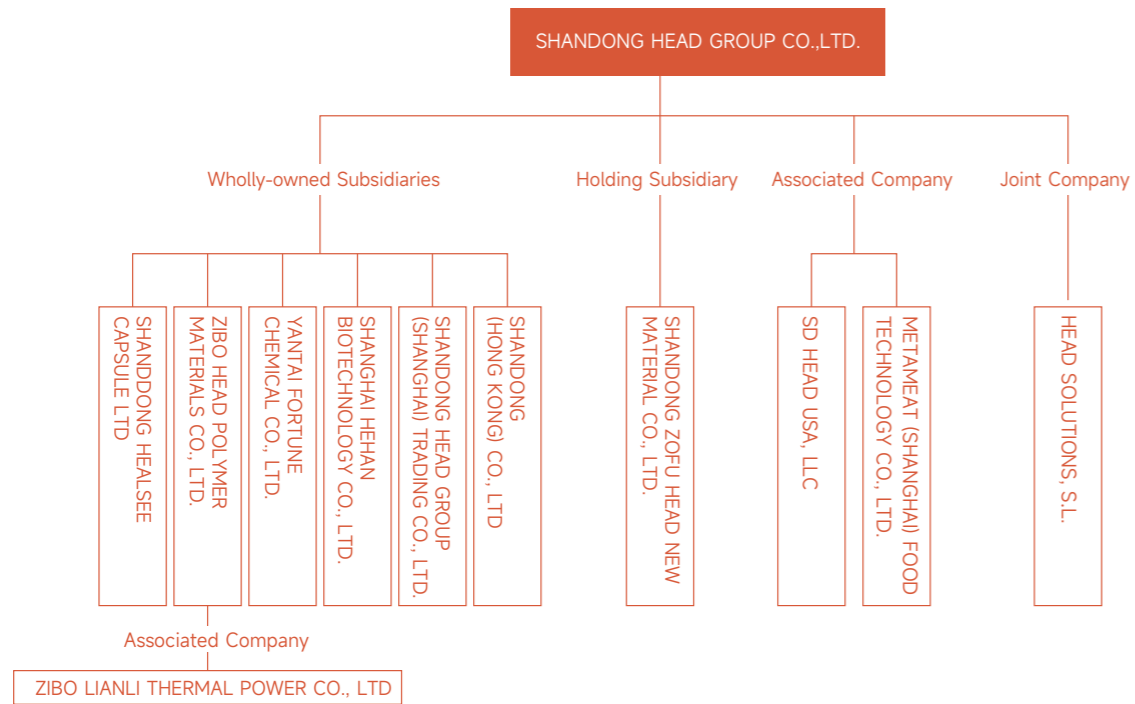 SHANDONG HEAD GROUP CO.,LTD.
Wholly-owned Subsidiaries
Holding Subsidiary
Associated Company
Joint Company
SHANDDONG HEALSEE
CAPSULE LTD
ZIBO HEAD POLYMER
MATERIALS CO., LTD.
YANTAI FORTUNE
CHEMICAL CO., LTD.
SHANGHAI HEHAN
BIOTECHNOLOGY CO., LTD.
SHANDONG HEAD GROUP
(SHANGHAI) TRADING CO., LTD.
SHANDONG
(HONG KONG) CO., LTD
SHANDONG ZOFU HEAD NEW
MATERIAL CO., LTD.
SD HEAD USA, LLC
METAMEAT (SHANGHAI) FOOD
TECHNOLOGY CO., LTD.
HEAD SOLUTIONS, S.L.
Associated Company
ZIBO LIANLI THERMAL POWER CO., LTD